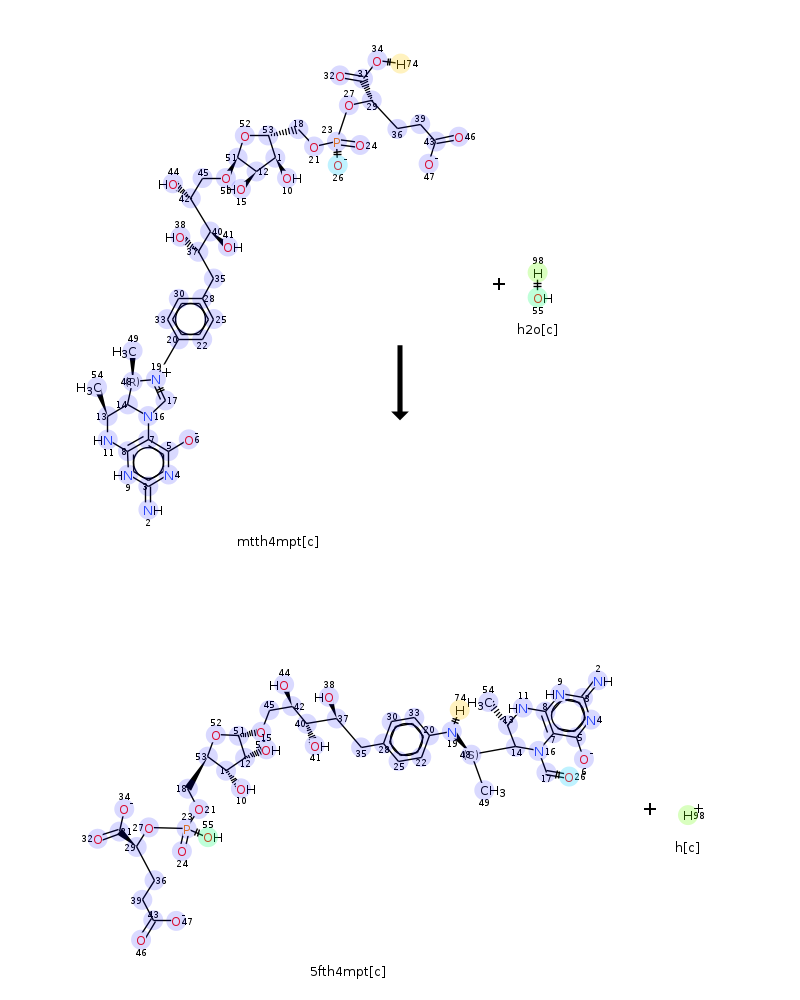 34
H 74
31
32 O
O
27
29
52
18
23
39
O
53
O
36
O
O 24
43
O 46
51
1
P
21
44
O
12
OH
O-
O-
HO
45
10
26
47
42
HO
15
38
40 41
98
HO
OH
H
37
+
35
OH
55
30
28
h2o[c]
33
25
20
22
49
19
H3C
N+
54
48
(R)
H3C
14
17
13
N 16
HN
7
O-
11
8
5
6
HN
N 4
9
3
NH
2
mtth4mpt[c]
44
38
HO
HO
45
42
37
30
33
74
H
54
H3C
11
HN
9
HN
2
NH
52
51
O
15
40
20
8
3
O
O
OH
12
53
OH
41
35
28
25
22
N
19
13
48
(S)
14
7
N 4
5
N 16
O-
6
17
O 26
1
18
OH
10
49
CH3
34
O-
O 21
27
23
55
O
P
OH
32 O
31
29
O
24
36
39
43
O-47
O
46
+
H+
98
h[c]
5fth4mpt[c]